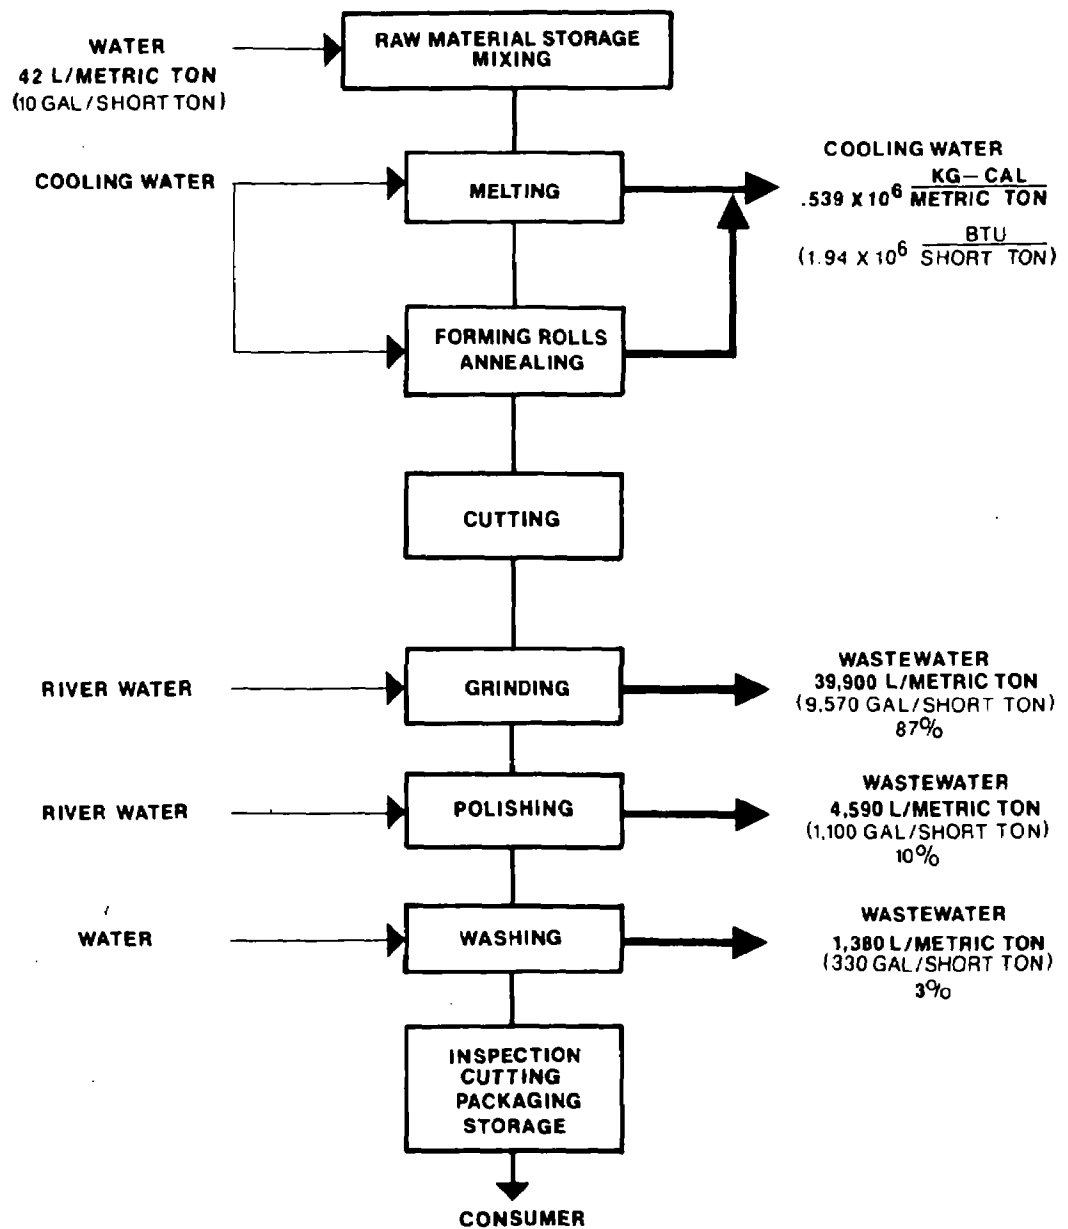 RAW MATERIAL STORAGE
MIXING
WATER
42 L/METRIC TON
(10 GAL/SHORT TON)
COOLING WATER
MELTING
COOLING WATER
.539 X 10⁶ KG-CAL/METRIC TON
(1.94 X 10⁶ BTU/SHORT TON)
FORMING ROLLS
ANNEALING
CUTTING
RIVER WATER
GRINDING
WASTEWATER
39,900 L/METRIC TON
(9,570 GAL/SHORT TON)
87%
RIVER WATER
POLISHING
WASTEWATER
4,590 L/METRIC TON
(1,100 GAL/SHORT TON)
10%
WATER
WASHING
WASTEWATER
1,380 L/METRIC TON
(330 GAL/SHORT TON)
3%
INSPECTION
CUTTING
PACKAGING
STORAGE
CONSUMER